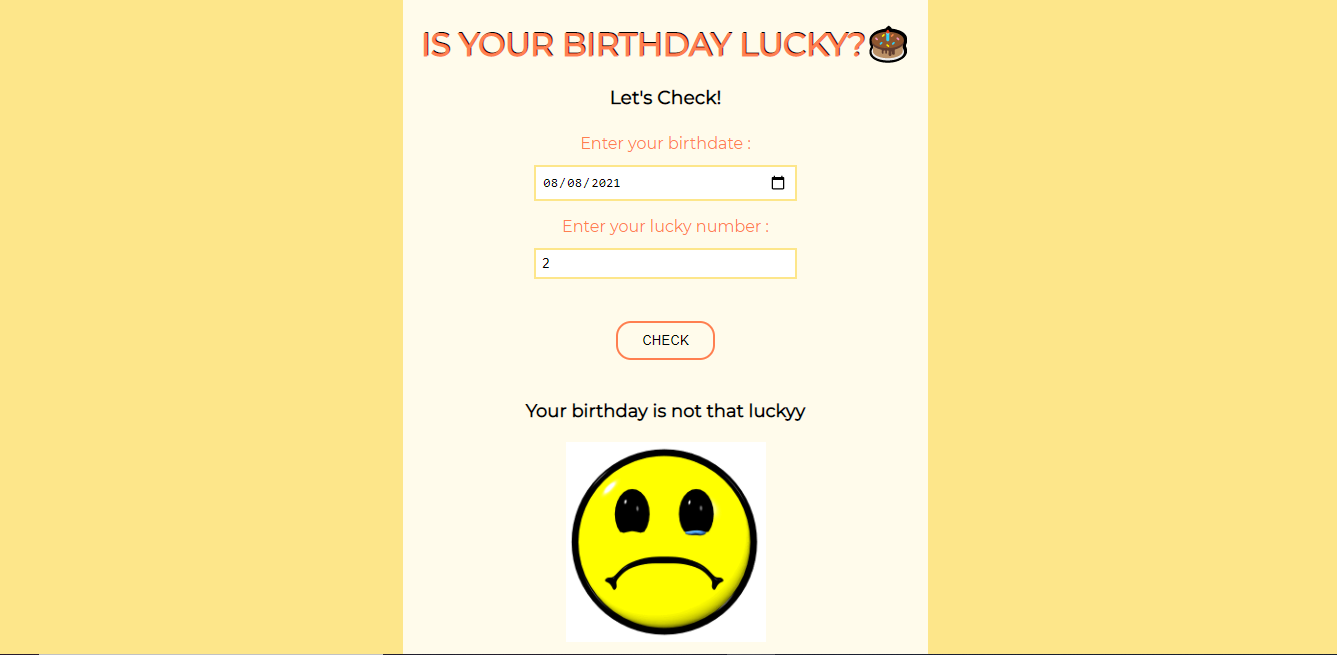 IS YOUR BIRTHDAY LUCKY?
Let's Check!
Enter your birthdate :
08/08/2021
Enter your lucky number :
2
CHECK
Your birthday is not that luckyy